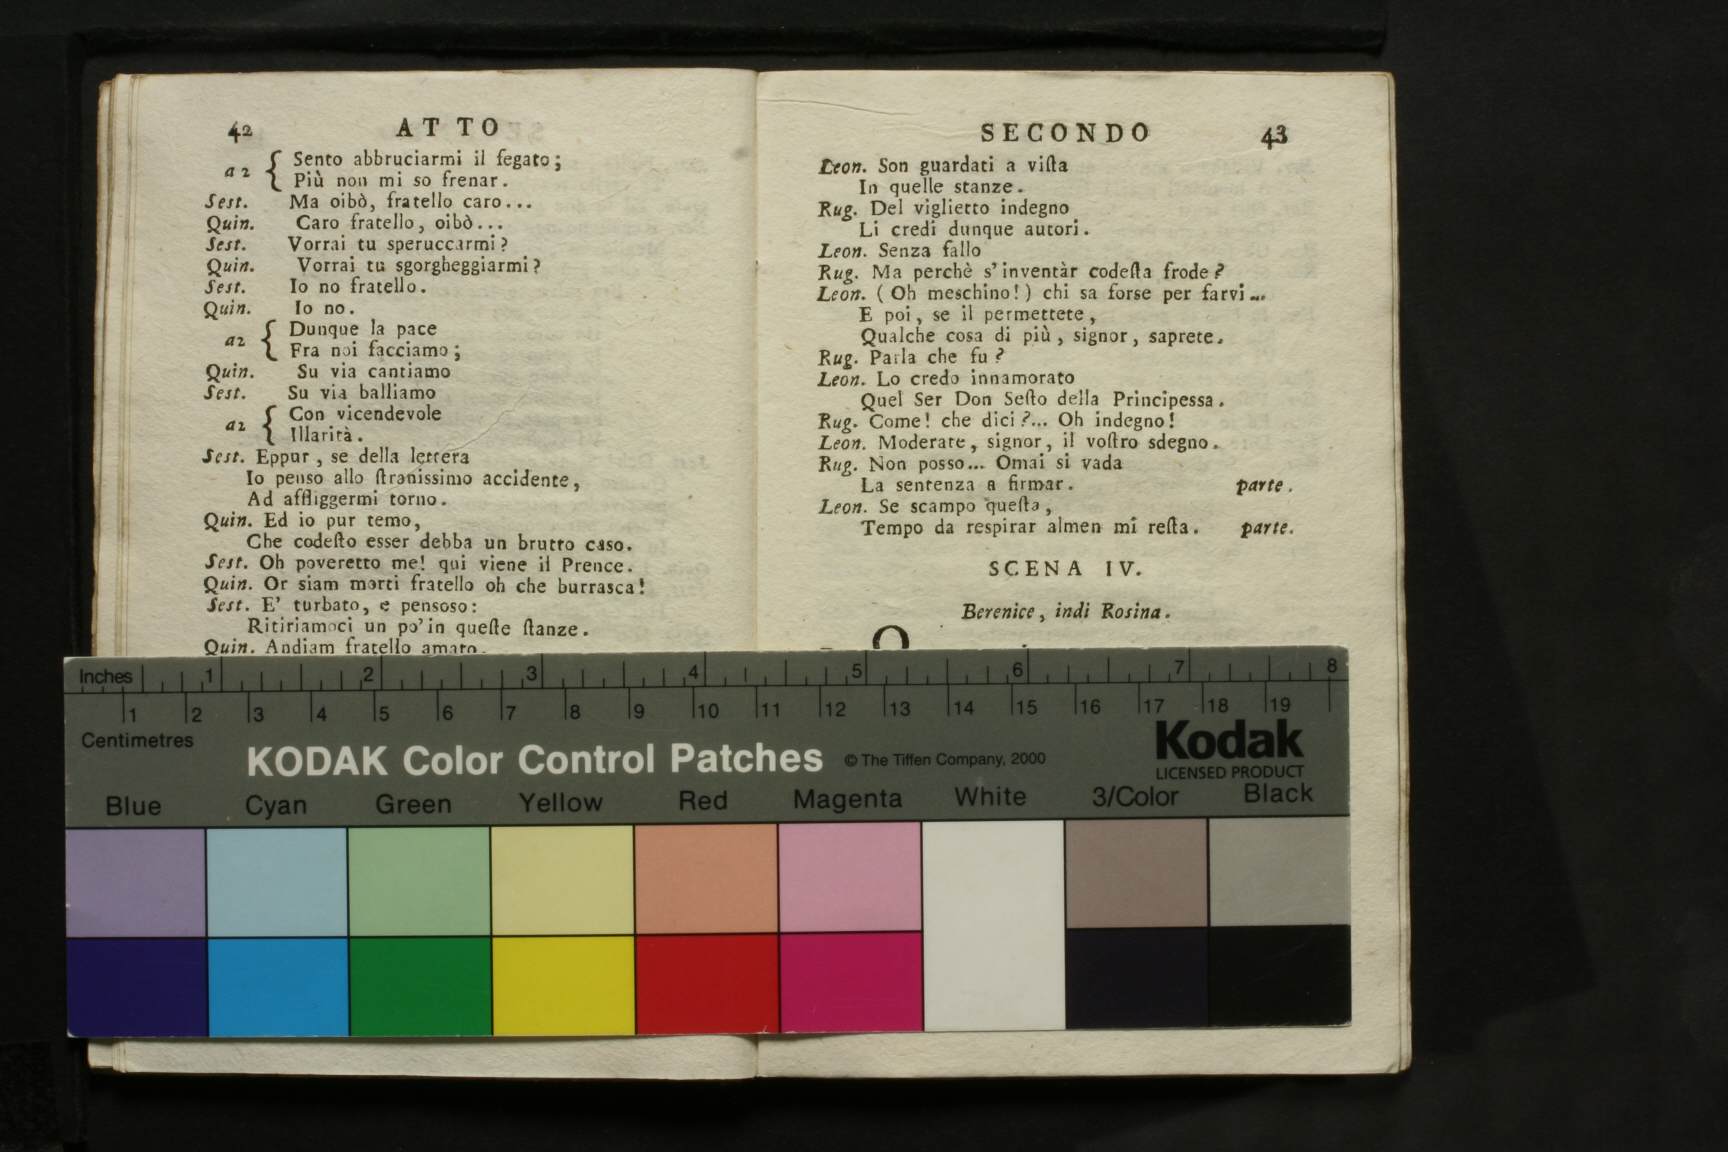 42 ATTO
a 2 { Sento abbruciarmi il fegato;
Più non mi so frenar.
Sest. Ma oibò, fratello caro...
Quin. Caro fratello, oibò...
Sest. Vorrai tu speruccarmi?
Quin. Vorrai tu sgorgheggiarmi?
Sest. Io no fratello.
Quin. Io no.
a2 { Dunque la pace
Fra noi facciamo;
Quin. Su via cantiamo
Sest. Su via balliamo
a2 { Con vicendevole
Illarità.
Sest. Eppur, se della lettera
Io penso allo ſtranissimo accidente,
Ad affliggermi torno.
Quin. Ed io pur temo,
Che codeſto esser debba un brutto caso.
Sest. Oh poveretto me! qui viene il Prence.
Quin. Or siam morti fratello oh che burrasca!
Sest. E' turbato, e pensoso:
Ritiriamoci un po' in queſte ſtanze.
Quin. Andiam fratello amato.
SECONDO 43
Leon. Son guardati a viſta
In quelle stanze.
Rug. Del viglietto indegno
Li credi dunque autori.
Leon. Senza fallo
Rug. Ma perchè s'inventàr codeſta frode?
Leon. (Oh meschino!) chi sa forse per farvi...
E poi, se il permettete,
Qualche cosa di più, signor, saprete.
Rug. Parla che fu?
Leon. Lo credo innamorato
Quel Ser Don Seſto della Principessa.
Rug. Come! che dici?... Oh indegno!
Leon. Moderate, signor, il voſtro sdegno.
Rug. Non posso... Omai si vada
La sentenza a firmar. parte.
Leon. Se scampo queſta,
Tempo da respirar almen mi reſta. parte.
SCENA IV.
Berenice, indi Rosina.
Inches 1 2 3 4 5 6 7 8
1 2 3 4 5 6 7 8 9 10 11 12 13 14 15 16 17 18 19
Centimetres
KODAK Color Control Patches © The Tiffen Company, 2000
Kodak
LICENSED PRODUCT
Blue Cyan Green Yellow Red Magenta White 3/Color Black